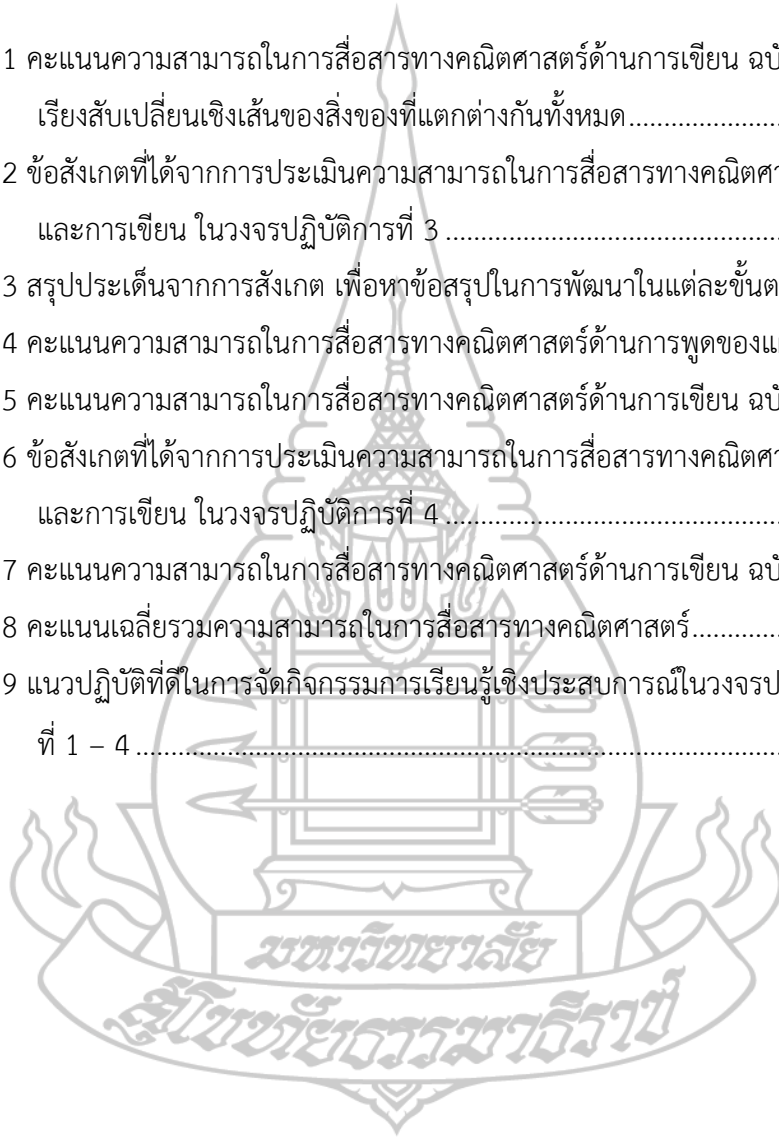 1 คะแนนความสามารถในการสื่อสารทางคณิตศาสตร์ด้านการเขียน ฉบั
เรียงสับเปลี่ยนเชิงเส้นของสิ่งของที่แตกต่างกันทั้งหมด.....................
2 ข้อสังเกตที่ได้จากการประเมินความสามารถในการสื่อสารทางคณิตศา
และการเขียน ในวงจรปฏิบัติการที่ 3 ..............................................
3 สรุปประเด็นจากการสังเกต เพื่อหาข้อสรุปในการพัฒนาในแต่ละขั้นต
4 คะแนนความสามารถในการสื่อสารทางคณิตศาสตร์ด้านการพูดของแผ
5 คะแนนความสามารถในการสื่อสารทางคณิตศาสตร์ด้านการเขียน ฉบั
6 ข้อสังเกตที่ได้จากการประเมินความสามารถในการสื่อสารทางคณิตศา
และการเขียน ในวงจรปฏิบัติการที่ 4 ..............................................
7 คะแนนความสามารถในการสื่อสารทางคณิตศาสตร์ด้านการเขียน ฉบั
8 คะแนนเฉลี่ยรวมความสามารถในการสื่อสารทางคณิตศาสตร์..............
9 แนวปฏิบัติที่ดีในการจัดกิจกรรมการเรียนรู้เชิงประสบการณ์ในวงจรป
ที่ 1 – 4 ...........................................................................................
มหาวิทยาลัย
สุโขทัยธรรมาธิราช